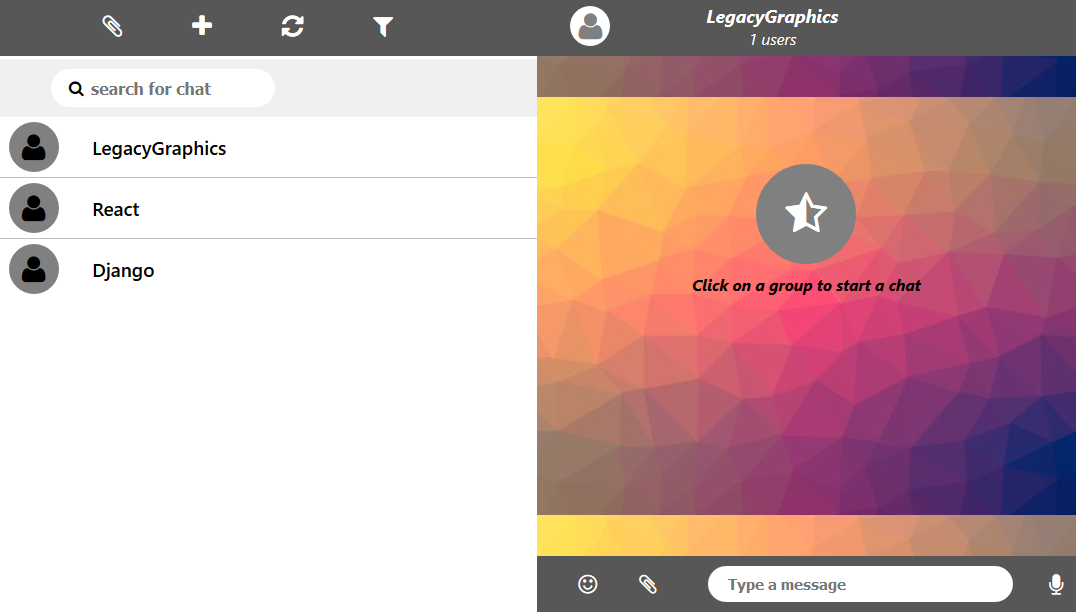 LegacyGraphics
1 users
search for chat
LegacyGraphics
React
Django
Click on a group to start a chat
Type a message